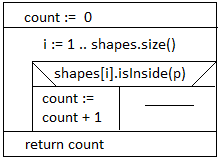 count := 0
i := 1 .. shapes.size()
shapes[i].isInside(p)
count :=
count + 1
return count